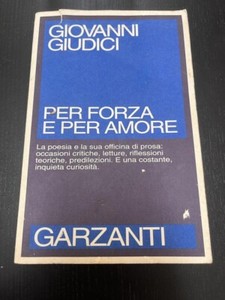 GIOVANNI
GIUDICI
PER FORZA
E PER AMORE
La poesia e la sua officina di prosa:
occasioni critiche, letture, riflessioni
teoriche, predilezioni. E una costante,
inquieta curiosità.
GARZANTI